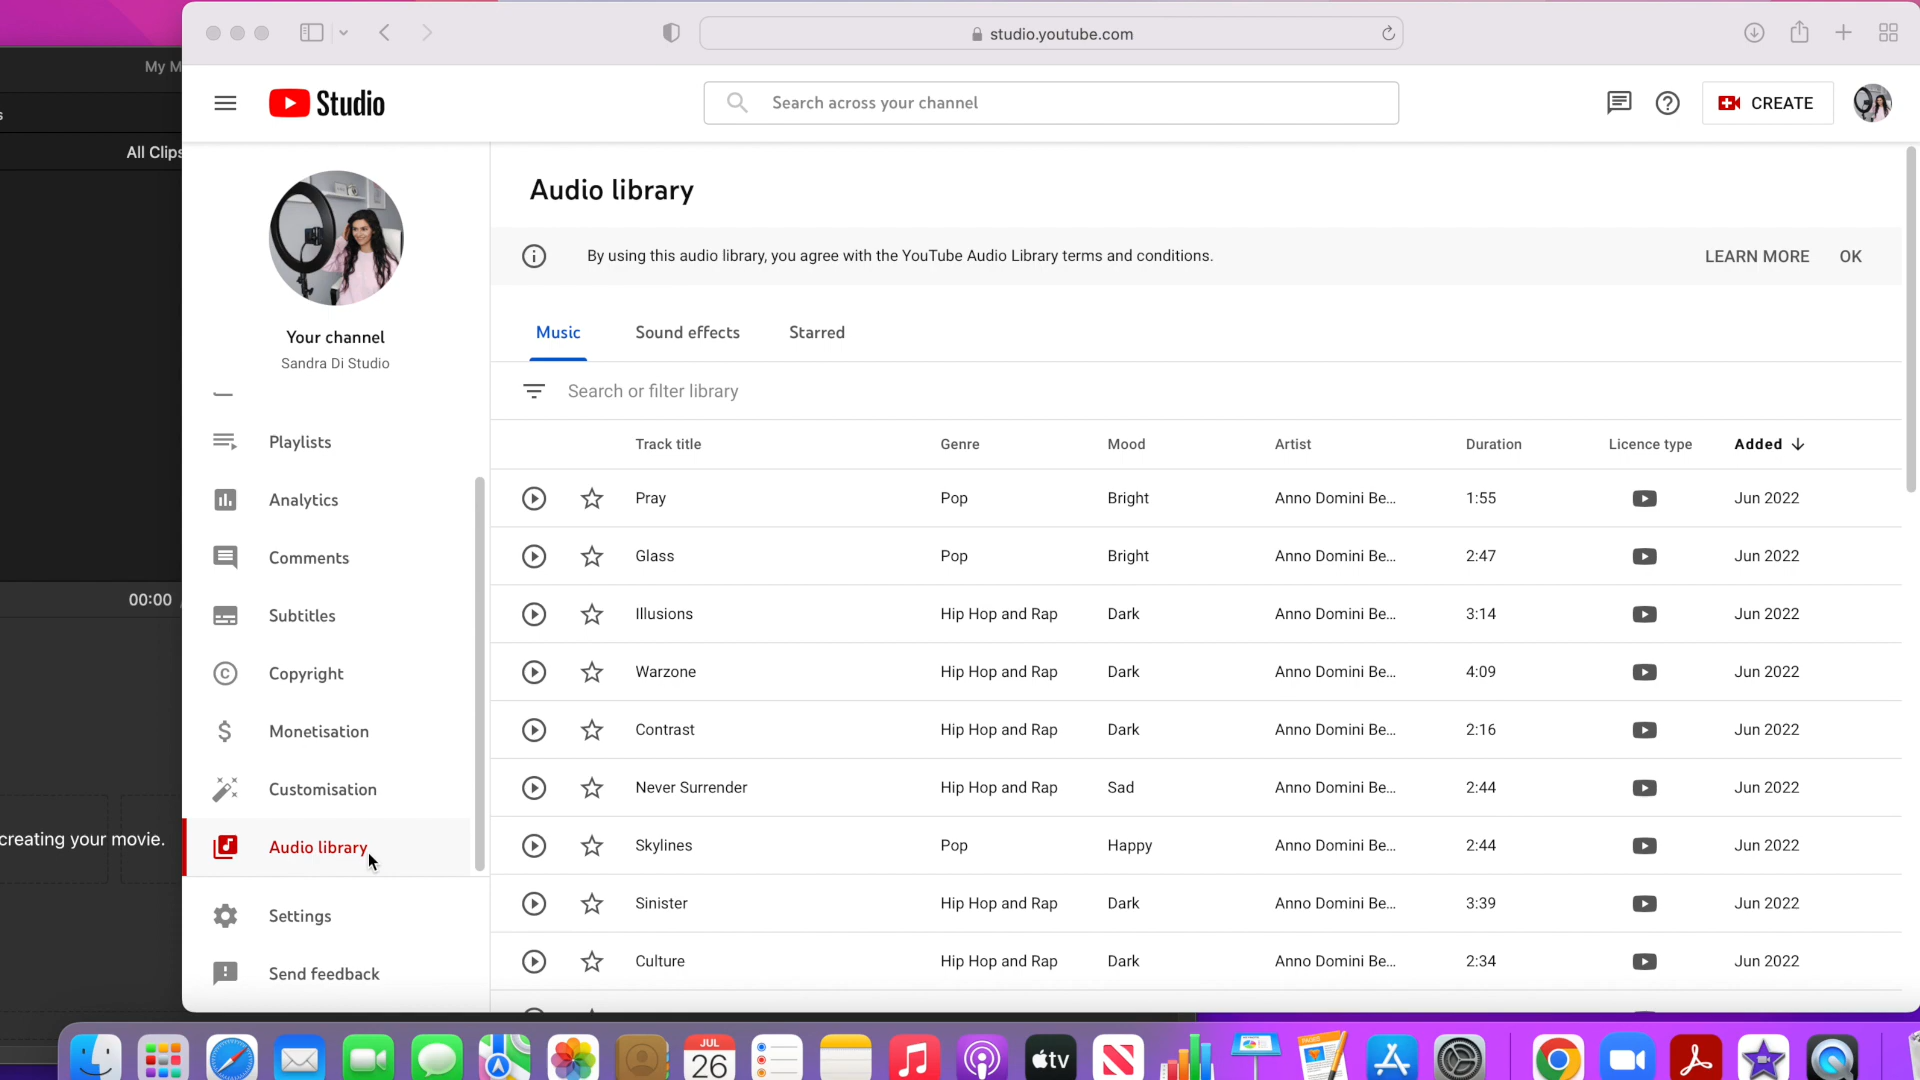 studio.youtube.com
My M
s
All Clips
00:00 /
creating your movie.
Studio
Search across your channel
CREATE
Your channel
Sandra Di Studio
Playlists
Analytics
Comments
Subtitles
Copyright
Monetisation
Customisation
Audio library
Settings
Send feedback
Audio library
By using this audio library, you agree with the YouTube Audio Library terms and conditions.
LEARN MORE OK
Music Sound effects Starred
Search or filter library
Track title Genre Mood Artist Duration Licence type Added
Pray Pop Bright Anno Domini Be... 1:55 Jun 2022
Glass Pop Bright Anno Domini Be... 2:47 Jun 2022
Illusions Hip Hop and Rap Dark Anno Domini Be... 3:14 Jun 2022
Warzone Hip Hop and Rap Dark Anno Domini Be... 4:09 Jun 2022
Contrast Hip Hop and Rap Dark Anno Domini Be... 2:16 Jun 2022
Never Surrender Hip Hop and Rap Sad Anno Domini Be... 2:44 Jun 2022
Skylines Pop Happy Anno Domini Be... 2:44 Jun 2022
Sinister Hip Hop and Rap Dark Anno Domini Be... 3:39 Jun 2022
Culture Hip Hop and Rap Dark Anno Domini Be... 2:34 Jun 2022
JUL
26
tv